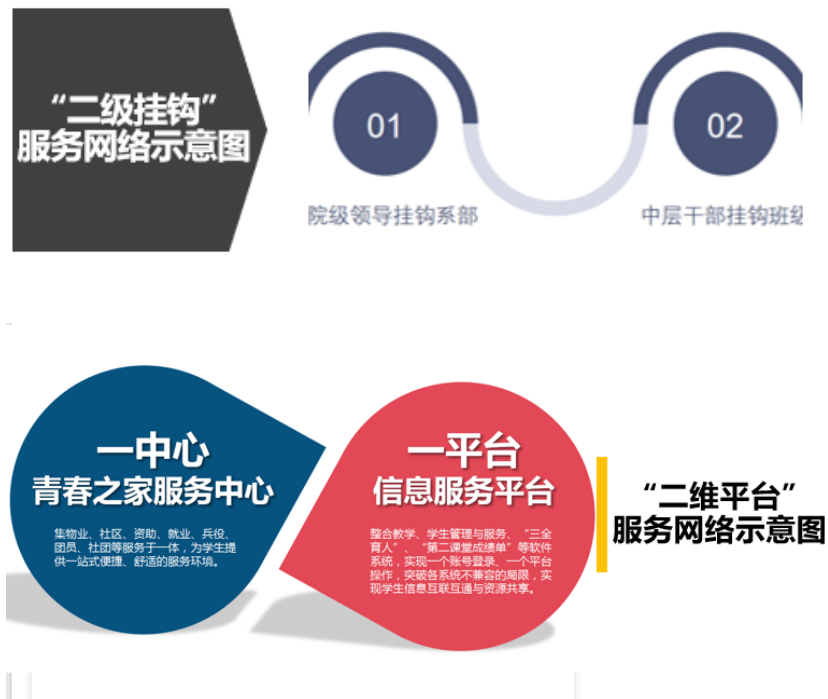 “二级挂钩”
服务网络示意图
01
02
院级领导挂钩系部
中层干部挂钩班级
一中心
青春之家服务中心
集物业、社区、资助、就业、兵役、
团员、社团等服务于一体，为学生提
供一站式便捷、舒适的服务环境。
一平台
信息服务平台
整合教学、学生管理与服务、“三全
育人”、“第二课堂成绩单”等软件
系统，实现一个账号登录、一个平台
操作，突破各系统不兼容的局限，实
现学生信息互联互通与资源共享。
“二维平台”
服务网络示意图